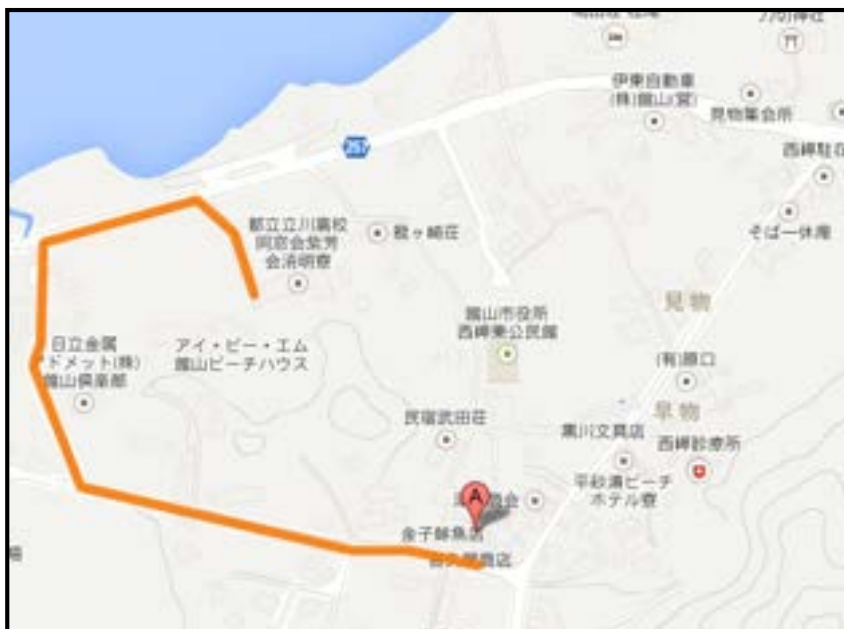 伊東自動車
(株)館山(営)
見物集会所
257
西岬駐在
都立立川高校
同窓会紫芳
会清明寮
そば一休庵
館山市役所
西岬東公民館
見物
日立金属
アドメット(株)
館山倶楽部
アイ・ビー・エム
館山ビーチハウス
(有)原口
早物
民宿武田荘
黒川文具店
西岬診療所
平砂浦ビーチ
ホテル寮
A
金子鮮魚店
商店